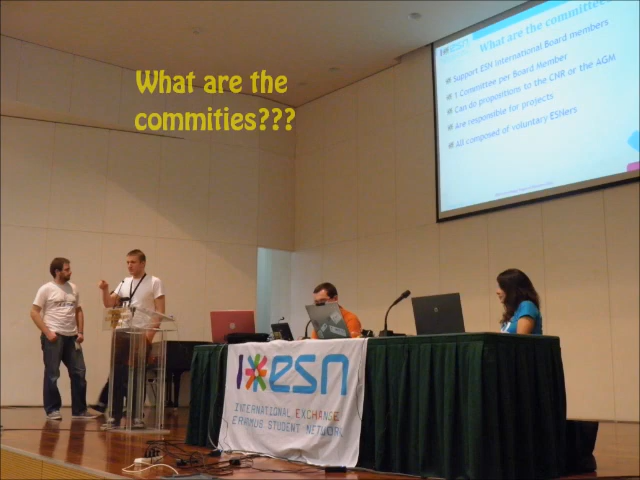 What are the
commities???
esn
What are the committees
Support ESN International Board members
1 Committee per Board Member
Can do propositions to the CNR or the AGM
Are responsible for projects
All composed of voluntary ESNers
esn
INTERNATIONAL EXCHANGE
ERASMUS STUDENT NETWORK